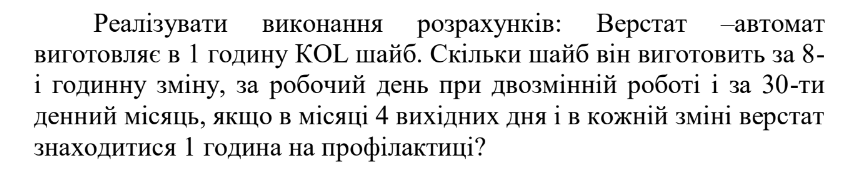 Реалізувати виконання розрахунків: Верстат –автомат
виготовляє в 1 годину KOL шайб. Скільки шайб він виготовить за 8-
і годинну зміну, за робочий день при двозмінній роботі і за 30-ти
денний місяць, якщо в місяці 4 вихідних дня і в кожній зміні верстат
знаходитися 1 година на профілактиці?